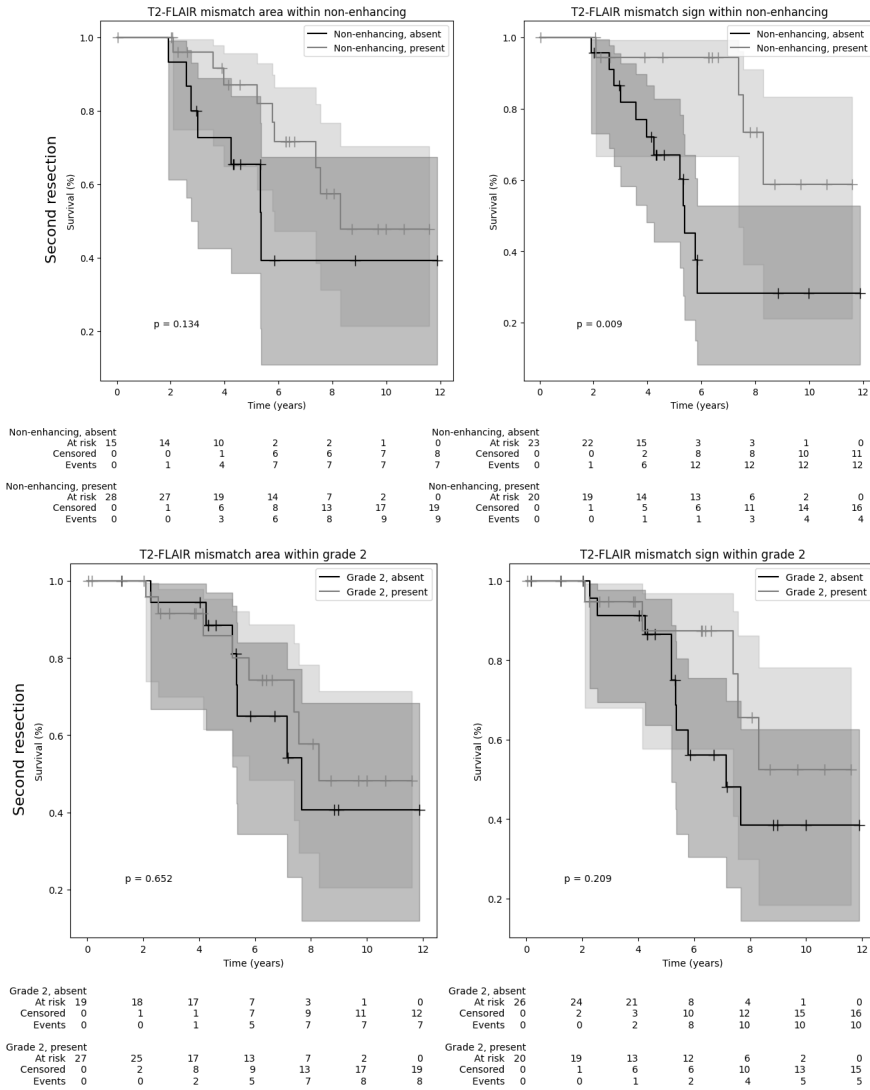 T2-FLAIR mismatch area within non-enhancing
Non-enhancing, absent
Non-enhancing, present
1.0
0.8
0.6
0.4
0.2
Second resection
Survival (%)
p = 0.134
0 2 4 6 8 10 12
Time (years)
Non-enhancing, absent
At risk 15 14 10 2 2 1 0
Censored 0 0 1 6 6 7 8
Events 0 1 4 7 7 7 7
Non-enhancing, present
At risk 28 27 19 14 7 2 0
Censored 0 1 6 8 13 17 19
Events 0 0 3 6 8 9 9
T2-FLAIR mismatch sign within non-enhancing
Non-enhancing, absent
Non-enhancing, present
1.0
0.8
0.6
0.4
0.2
Survival (%)
p = 0.009
0 2 4 6 8 10 12
Time (years)
Non-enhancing, absent
At risk 23 22 15 3 3 1 0
Censored 0 0 2 8 8 10 11
Events 0 1 6 12 12 12 12
Non-enhancing, present
At risk 20 19 14 13 6 2 0
Censored 0 1 5 6 11 14 16
Events 0 0 1 1 3 4 4
T2-FLAIR mismatch area within grade 2
Grade 2, absent
Grade 2, present
1.0
0.8
0.6
0.4
0.2
Second resection
Survival (%)
p = 0.652
0 2 4 6 8 10 12
Time (years)
Grade 2, absent
At risk 19 18 17 7 3 1 0
Censored 0 1 1 7 9 11 12
Events 0 0 1 5 7 7 7
Grade 2, present
At risk 27 25 17 13 7 2 0
Censored 0 2 8 9 13 17 19
Events 0 0 2 5 7 8 8
T2-FLAIR mismatch sign within grade 2
Grade 2, absent
Grade 2, present
1.0
0.8
0.6
0.4
0.2
Survival (%)
p = 0.209
0 2 4 6 8 10 12
Time (years)
Grade 2, absent
At risk 26 24 21 8 4 1 0
Censored 0 2 3 10 12 15 16
Events 0 0 2 8 10 10 10
Grade 2, present
At risk 20 19 13 12 6 2 0
Censored 0 1 6 6 10 13 15
Events 0 0 1 2 4 5 5